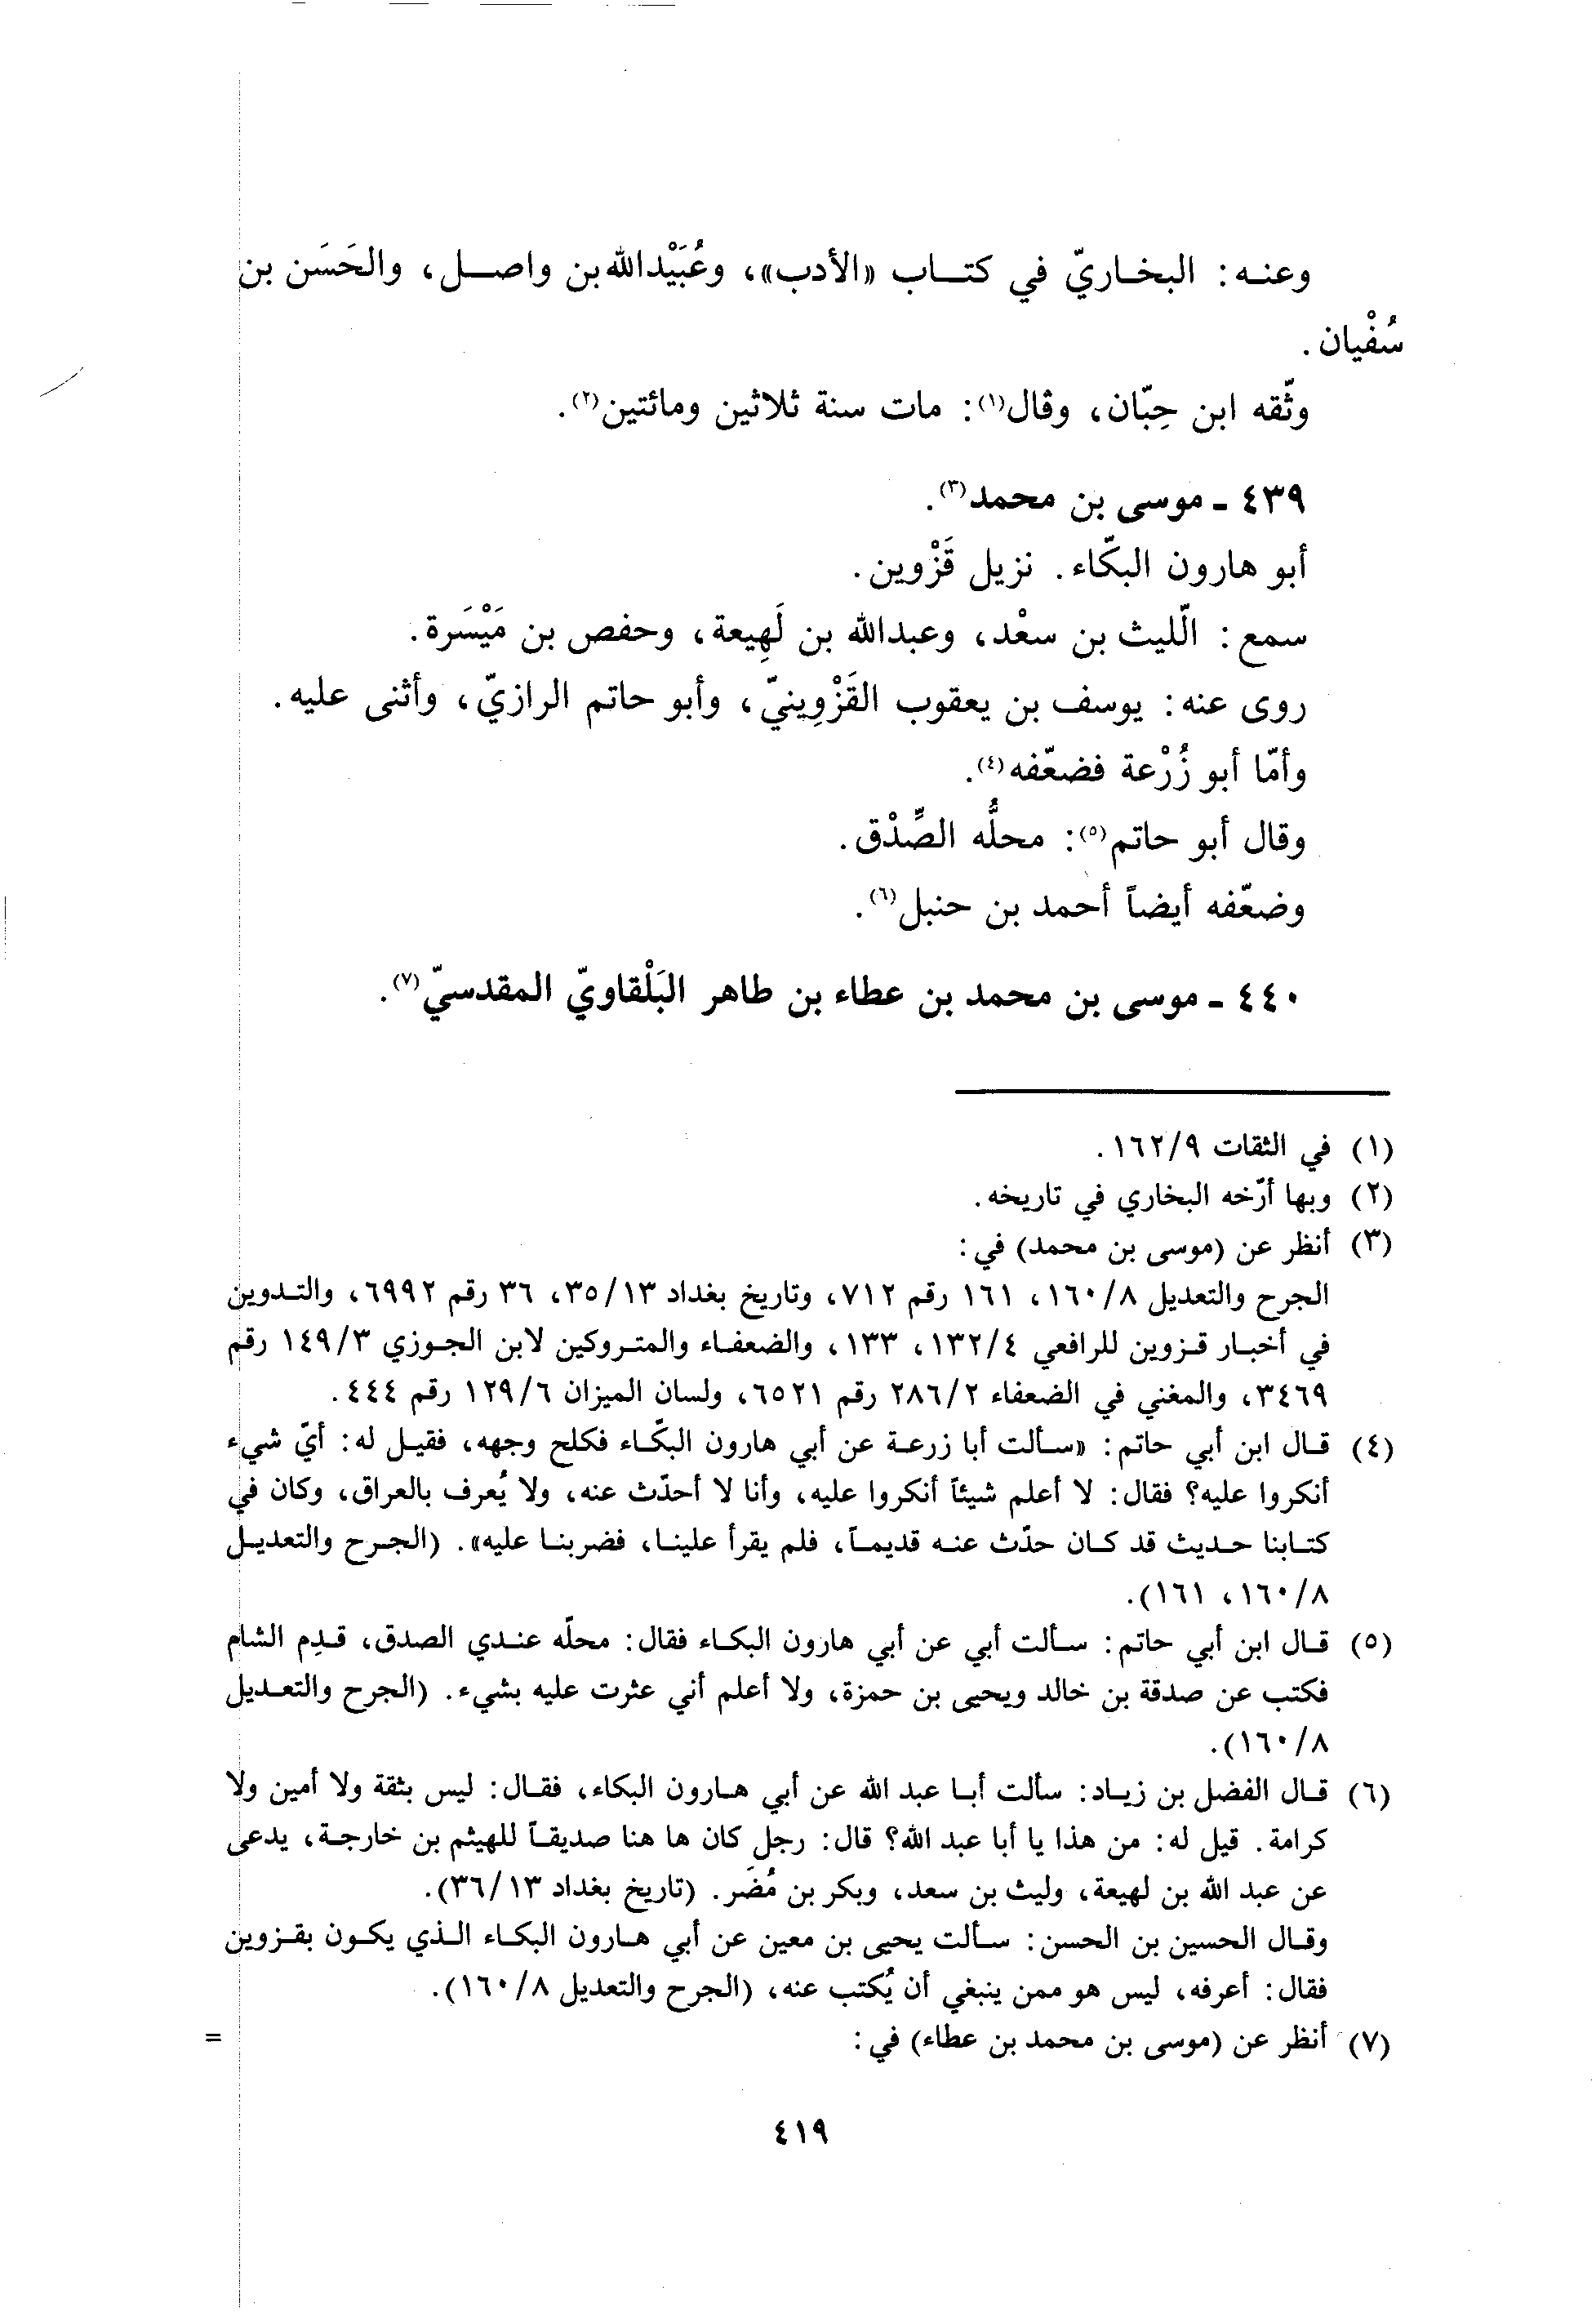 وعنه: البخاريّ في كتاب «الأدب»، وعُبَيْدالله بن واصل، والحَسَن بن
سُفْيان.
وثّقه ابن حِبّان، وقال(١): مات سنة ثلاثين ومائتين(٢).
٤٣٩ ـ موسى بن محمد(٣).
أبو هارون البكّاء. نزيل قَزْوين.
سمع: اللّيث بن سعْد، وعبدالله بن لَهِيعة، وحفص بن مَيْسَرة.
روى عنه: يوسف بن يعقوب القَزْوِينيّ، وأبو حاتم الرازيّ، وأثنى عليه.
وأمّا أبو زُرْعة فضعّفه(٤).
وقال أبو حاتم(٥): محلُّه الصِّدْق.
وضعّفه أيضاً أحمد بن حنبل(٦).
٤٤٠ ـ موسى بن محمد بن عطاء بن طاهر البَلْقاويّ المقدسيّ(٧).
(١) في الثقات ١٦٢/٩.
(٢) وبها أرّخه البخاري في تاريخه.
(٣) أنظر عن (موسى بن محمد) في:
الجرح والتعديل ١٦٠/٨، ١٦١ رقم ٧١٢، وتاريخ بغداد ٣٥/١٣، ٣٦ رقم ٦٩٩٢، والتدوين
في أخبار قزوين للرافعي ١٣٢/٤، ١٣٣، والضعفاء والمتروكين لابن الجوزي ١٤٩/٣ رقم
٣٤٦٩، والمغني في الضعفاء ٢٨٦/٢ رقم ٦٥٢١، ولسان الميزان ١٢٩/٦ رقم ٤٤٤.
(٤) قال ابن أبي حاتم: «سألت أبا زرعة عن أبي هارون البكّاء فكلح وجهه، فقيل له: أيّ شيء
أنكروا عليه؟ فقال: لا أعلم شيئاً أنكروا عليه، وأنا لا أحدّث عنه، ولا يُعرف بالعراق، وكان في
كتابنا حديث قد كان حدّث عنه قديماً، فلم يقرأ علينا، فضربنا عليه». (الجرح والتعديل
١٦٠/٨، ١٦١).
(٥) قال ابن أبي حاتم: سألت أبي عن أبي هارون البكاء فقال: محلّه عندي الصدق، قدِم الشام
فكتب عن صدقة بن خالد ويحيى بن حمزة، ولا أعلم أني عثرت عليه بشيء. (الجرح والتعديل
١٦٠/٨).
(٦) قال الفضل بن زياد: سألت أبا عبد الله عن أبي هارون البكاء، فقال: ليس بثقة ولا أمين ولا
كرامة. قيل له: من هذا يا أبا عبد الله؟ قال: رجل كان ها هنا صديقاً للهيثم بن خارجة، يدعى
عن عبد الله بن لهيعة، وليث بن سعد، وبكر بن مُضَر. (تاريخ بغداد ٣٦/١٣).
وقال الحسين بن الحسن: سألت يحيى بن معين عن أبي هارون البكاء الذي يكون بقزوين
فقال: أعرفه، ليس هو ممن ينبغي أن يُكتب عنه، (الجرح والتعديل ١٦٠/٨).
(٧) أنظر عن (موسى بن محمد بن عطاء) في: =
٤١٩